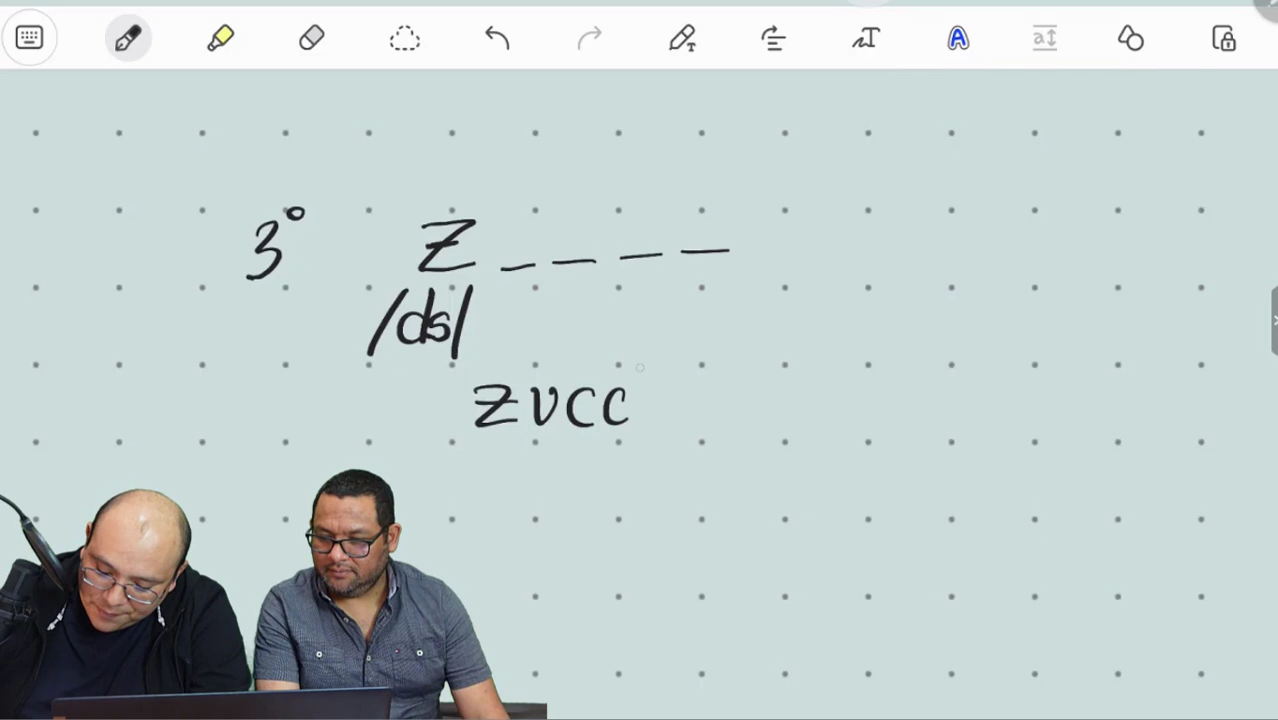 3° Z _ _ _ _
/ds/
zvcc